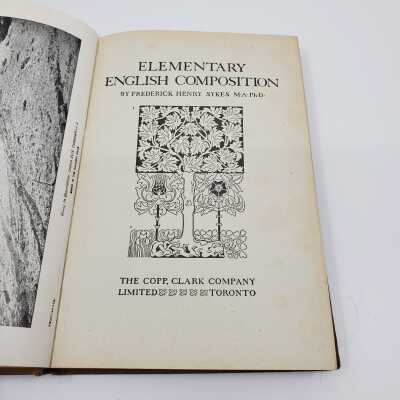 ELEMENTARY
ENGLISH COMPOSITION
BY FREDERICK HENRY SYKES M·A·Ph·D·
THE COPP, CLARK COMPANY
LIMITED TORONTO